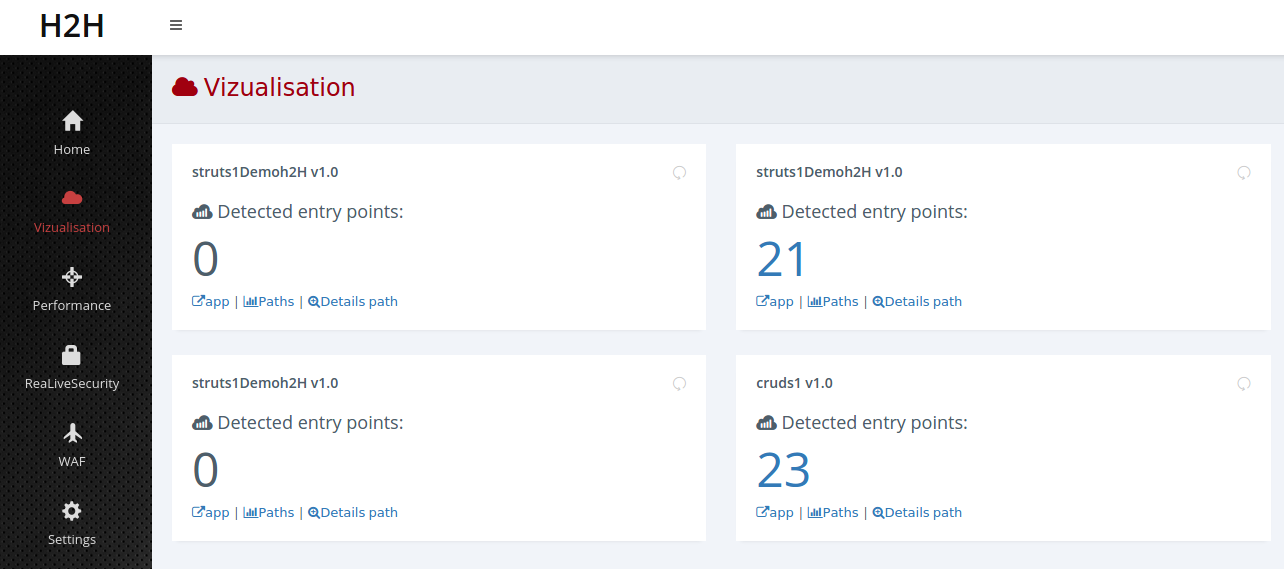 H2H
Home
Vizualisation
Performance
ReaLiveSecurity
WAF
Settings
Vizualisation
struts1Demoh2H v1.0
Detected entry points:
0
app | Paths | Details path
struts1Demoh2H v1.0
Detected entry points:
21
app | Paths | Details path
struts1Demoh2H v1.0
Detected entry points:
0
app | Paths | Details path
cruds1 v1.0
Detected entry points:
23
app | Paths | Details path